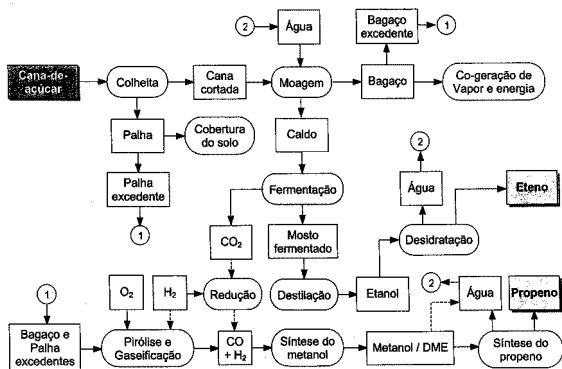 2
Água
Bagaço
excedente
1
Cana-de-
açúcar
Colheita
Cana
cortada
Moagem
Bagaço
Co-geração de
Vapor e energia
Palha
Cobertura
do solo
Caldo
2
Palha
excedente
Fermentação
Água
Eteno
1
CO₂
Mosto
fermentado
Desidratação
1
O₂
H₂
Redução
Destilação
Etanol
2
Água
Propeno
Bagaço e
Palha
excedentes
Pirólise e
Gaseificação
CO
+ H₂
Síntese do
metanol
Metanol / DME
Síntese do
propeno